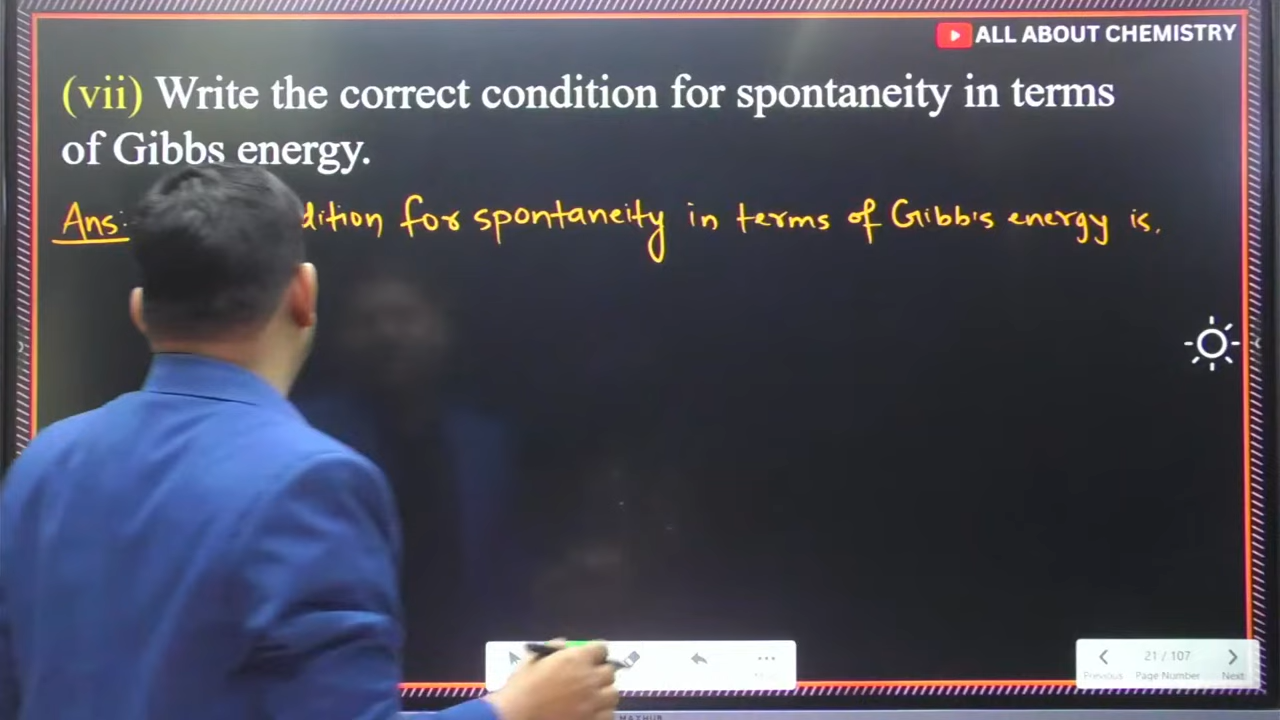 ALL ABOUT CHEMISTRY
(vii) Write the correct condition for spontaneity in terms
of Gibbs energy.
Ans: dition for spontaneity in terms of Gibb's energy is.
21 / 107
Previous Page Number Next
MATHUR